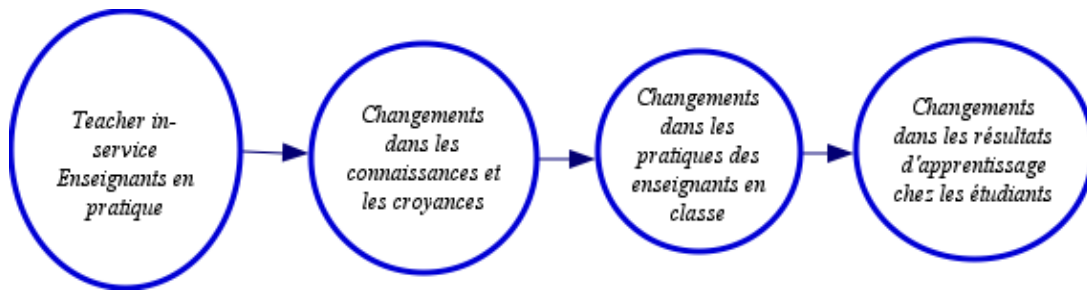 Teacher in-
service
Enseignants en
pratique
Changements
dans les
connaissances et
les croyances
Changements
dans les
pratiques des
enseignants en
classe
Changements
dans les résultats
d'apprentissage
chez les étudiants